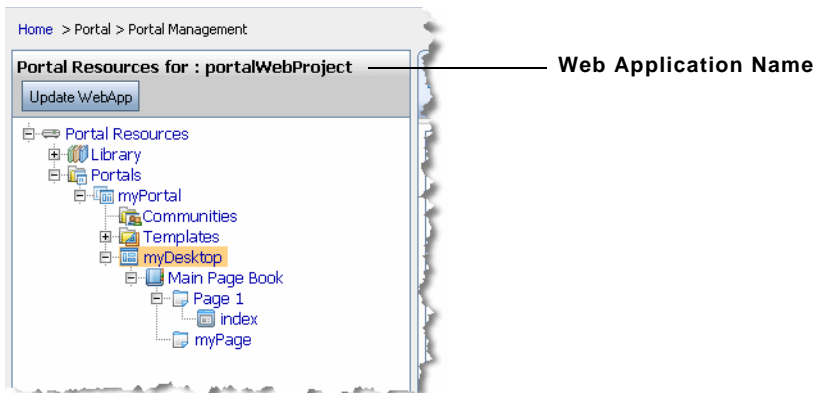 Home > Portal > Portal Management
Portal Resources for : portalWebProject
Web Application Name
Update WebApp
Portal Resources
Library
Portals
myPortal
Communities
Templates
myDesktop
Main Page Book
Page 1
index
myPage